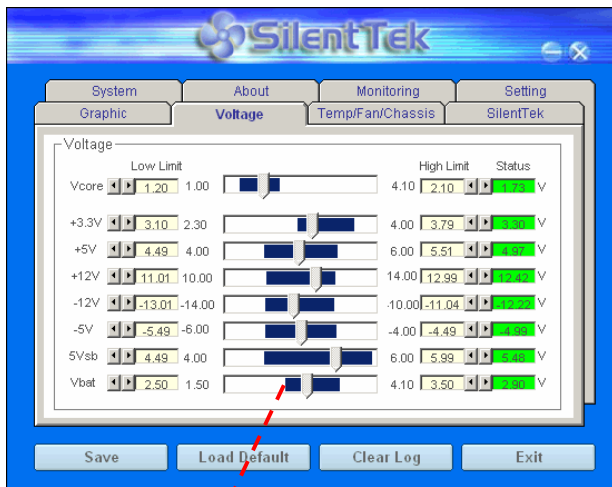 SilentTek
System About Monitoring Setting
Graphic Voltage Temp/Fan/Chassis SilentTek
Voltage
Low Limit High Limit Status
Vcore 1.20 1.00 4.10 2.10 1.73 V
+3.3V 3.10 2.30 4.00 3.79 3.30 V
+5V 4.49 4.00 6.00 5.51 4.97 V
+12V 11.01 10.00 14.00 12.99 12.42 V
-12V -13.01 -14.00 -10.00 -11.04 -12.22 V
-5V -5.49 -6.00 -4.00 -4.49 -4.99 V
5Vsb 4.49 4.00 6.00 5.99 5.48 V
Vbat 2.50 1.50 4.10 3.50 2.90 V
Save Load Default Clear Log Exit